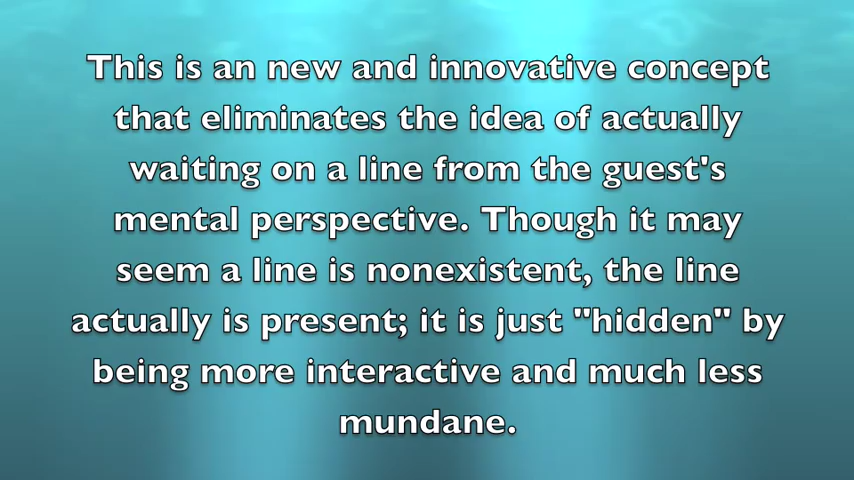 This is an new and innovative concept
that eliminates the idea of actually
waiting on a line from the guest's
mental perspective. Though it may
seem a line is nonexistent, the line
actually is present; it is just "hidden" by
being more interactive and much less
mundane.